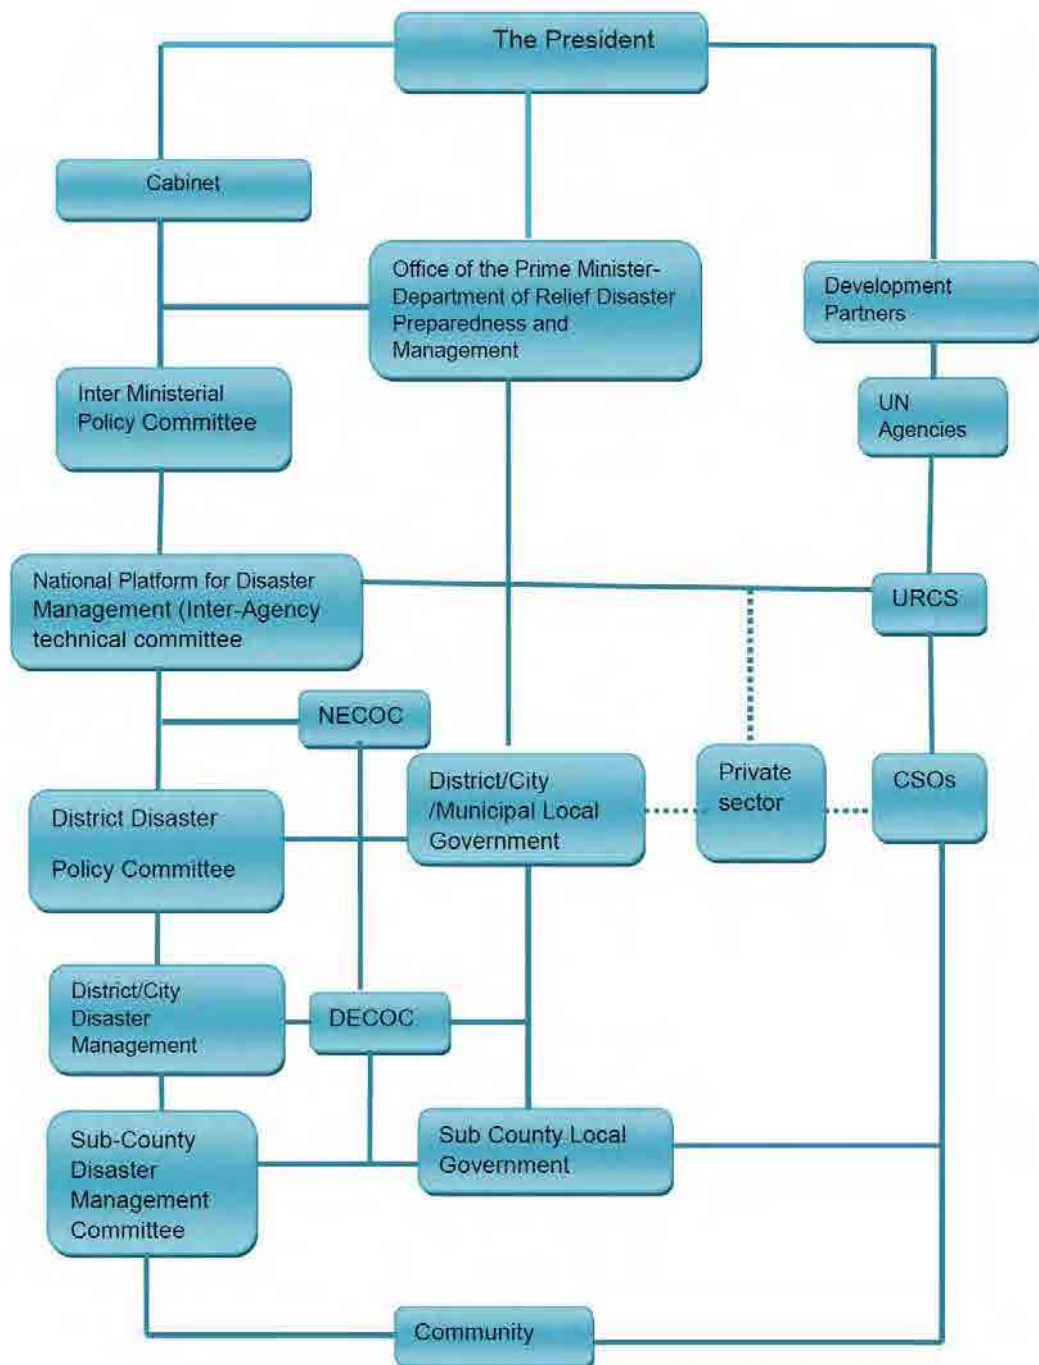 The President
Cabinet
Office of the Prime Minister-
Department of Relief Disaster
Preparedness and
Management
Development
Partners
Inter Ministerial
Policy Committee
UN
Agencies
National Platform for Disaster
Management (Inter-Agency
technical committee
URCS
NECOC
District/City
/Municipal Local
Government
Private
sector
CSOs
District Disaster
Policy Committee
District/City
Disaster
Management
DECOC
Sub-County
Disaster
Management
Committee
Sub County Local
Government
Community